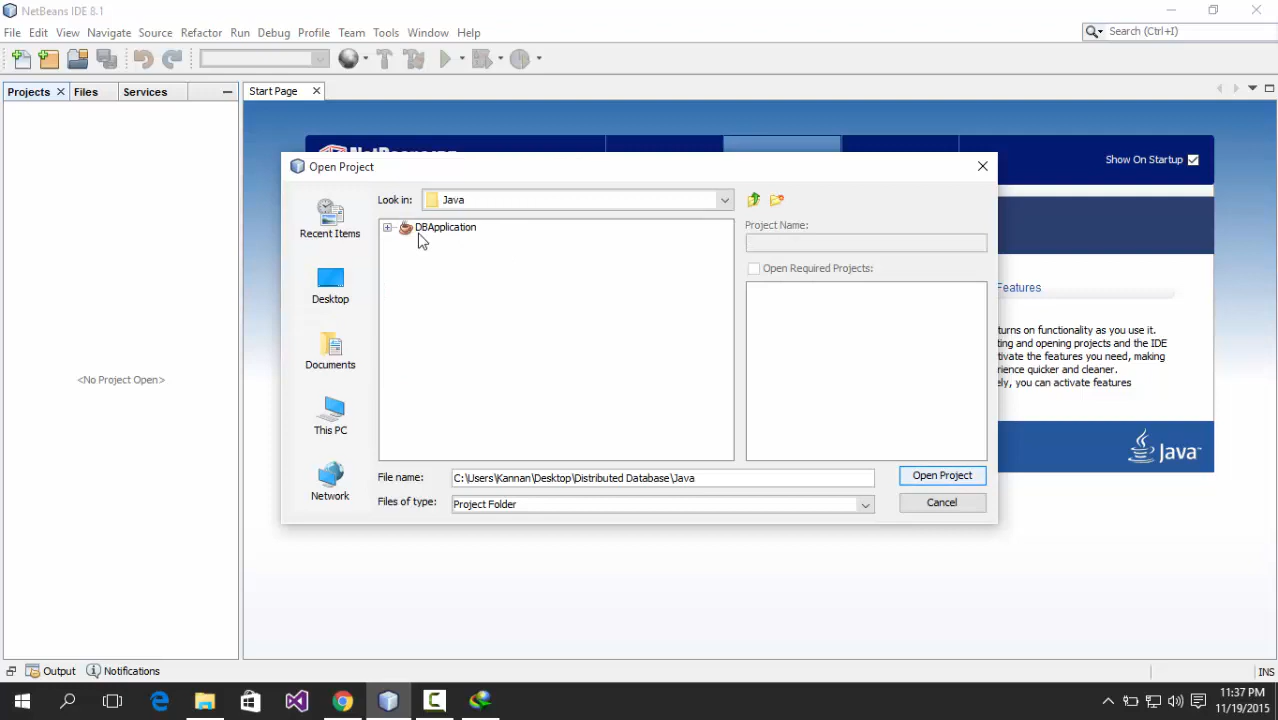 NetBeans IDE 8.1
File Edit View Navigate Source Refactor Run Debug Profile Team Tools Window Help
Search (Ctrl+I)
Projects Files Services
Start Page
Show On Startup
Open Project
Look in: Java
Recent Items
Desktop
Documents
This PC
Network
DBApplication
Project Name:
Open Required Projects:
<No Project Open>
Features
turns on functionality as you use it.
ting and opening projects and the IDE
tivate the features you need, making
erience quicker and cleaner.
ely, you can activate features
Java
File name: C:\Users\Kannan\Desktop\Distributed Database\Java
Open Project
Files of type: Project Folder
Cancel
Output Notifications
INS
11:37 PM
11/19/2015